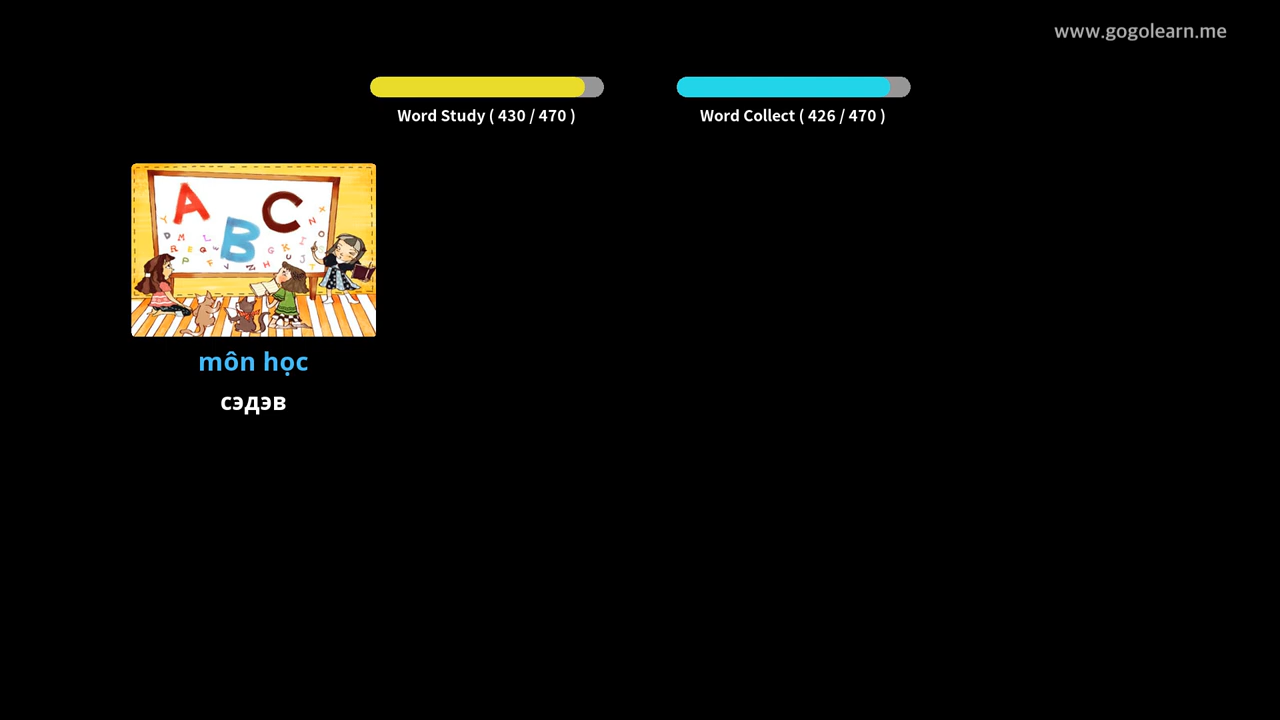 www.gogolearn.me
Word Study ( 430 / 470 )
Word Collect ( 426 / 470 )
A B C
môn học
сэдэв